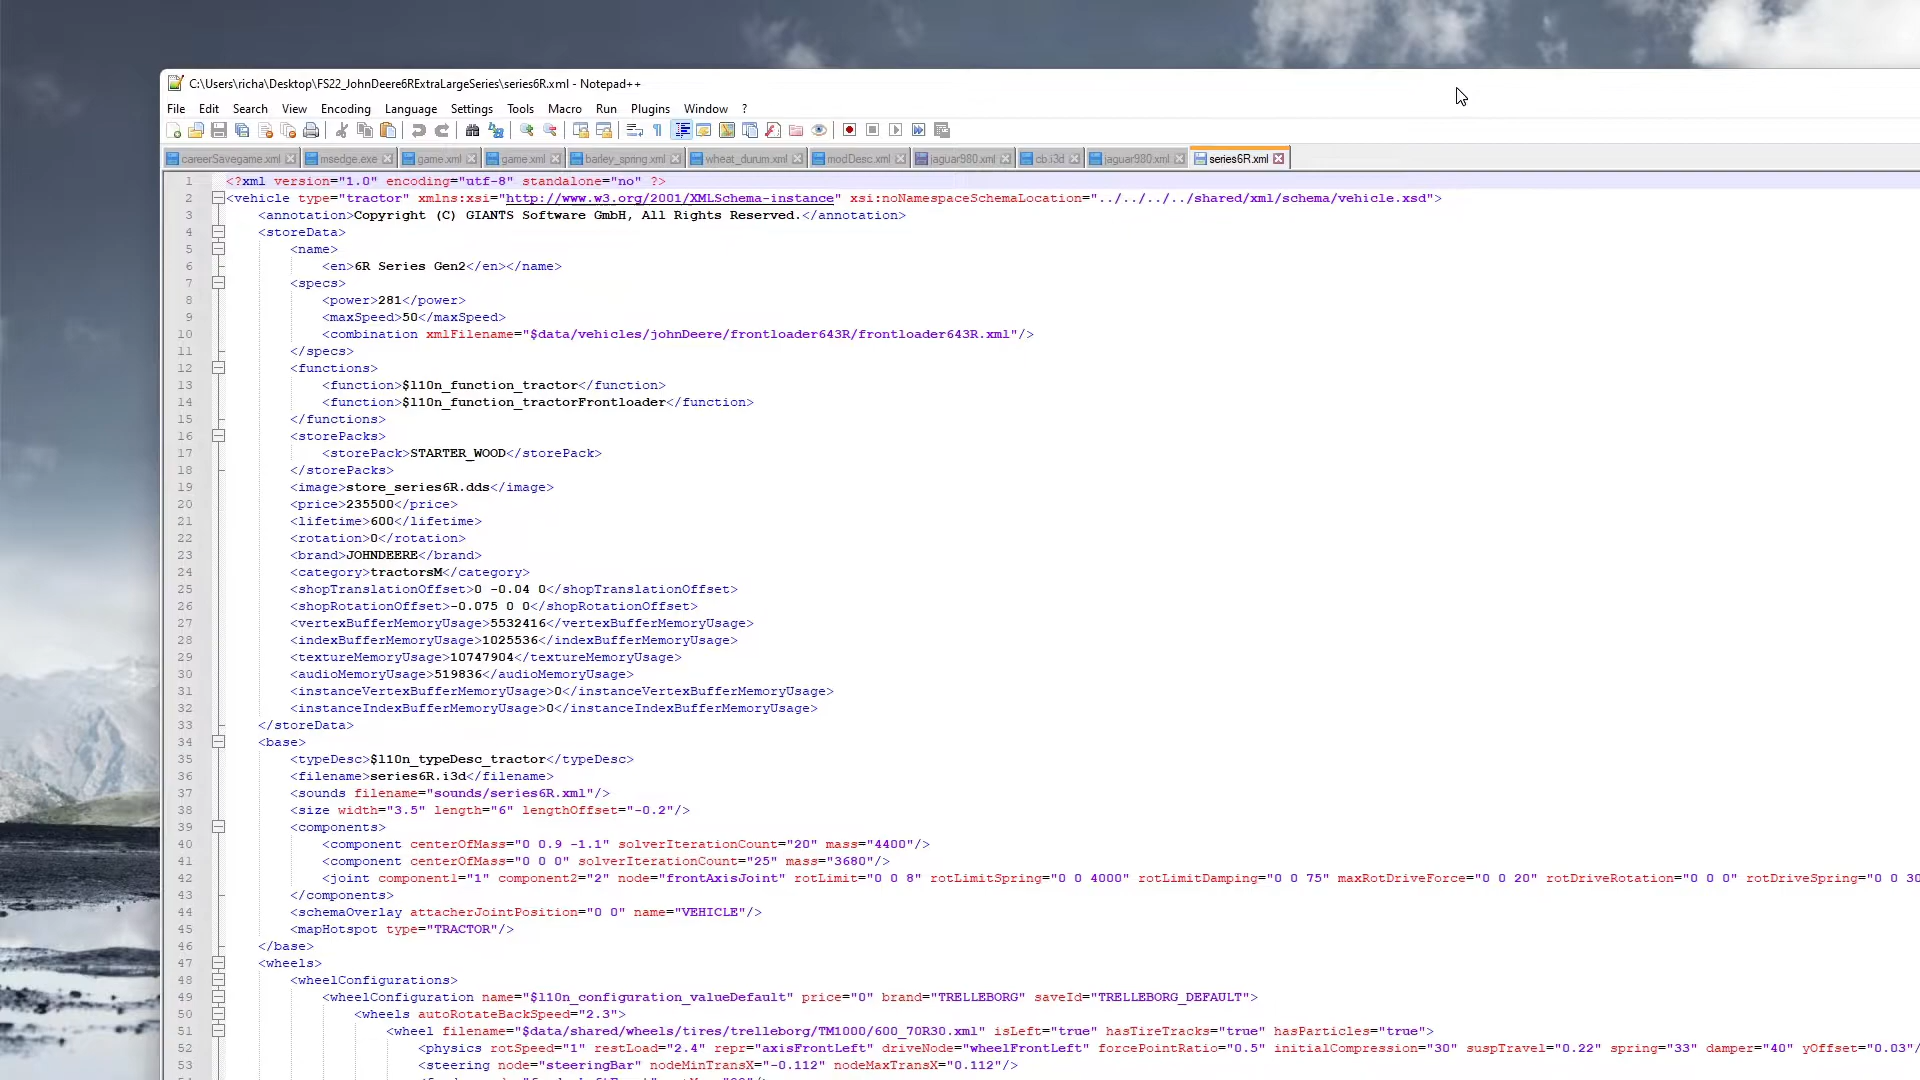 C:\Users\richa\Desktop\FS22_JohnDeere6RExtraLargeSeries\series6R.xml - Notepad++
File Edit Search View Encoding Language Settings Tools Macro Run Plugins Window ?
careerSavegame.xml msedge.exe game.xml game.xml barley_spring.xml wheat_durum.xml modDesc.xml jaguar980.xml cb.i3d jaguar980.xml series6R.xml
1 <?xml version="1.0" encoding="utf-8" standalone="no" ?>
2 <vehicle type="tractor" xmlns:xsi="http://www.w3.org/2001/XMLSchema-instance" xsi:noNamespaceSchemaLocation="../../../../shared/xml/schema/vehicle.xsd">
3 <annotation>Copyright (C) GIANTS Software GmbH, All Rights Reserved.</annotation>
4 <storeData>
5 <name>
6 <en>6R Series Gen2</en></name>
7 <specs>
8 <power>281</power>
9 <maxSpeed>50</maxSpeed>
10 <combination xmlFilename="$data/vehicles/johnDeere/frontloader643R/frontloader643R.xml"/>
11 </specs>
12 <functions>
13 <function>$l10n_function_tractor</function>
14 <function>$l10n_function_tractorFrontloader</function>
15 </functions>
16 <storePacks>
17 <storePack>STARTER_WOOD</storePack>
18 </storePacks>
19 <image>store_series6R.dds</image>
20 <price>235500</price>
21 <lifetime>600</lifetime>
22 <rotation>0</rotation>
23 <brand>JOHNDEERE</brand>
24 <category>tractorsM</category>
25 <shopTranslationOffset>0 -0.04 0</shopTranslationOffset>
26 <shopRotationOffset>-0.075 0 0</shopRotationOffset>
27 <vertexBufferMemoryUsage>5532416</vertexBufferMemoryUsage>
28 <indexBufferMemoryUsage>1025536</indexBufferMemoryUsage>
29 <textureMemoryUsage>10747904</textureMemoryUsage>
30 <audioMemoryUsage>519836</audioMemoryUsage>
31 <instanceVertexBufferMemoryUsage>0</instanceVertexBufferMemoryUsage>
32 <instanceIndexBufferMemoryUsage>0</instanceIndexBufferMemoryUsage>
33 </storeData>
34 <base>
35 <typeDesc>$l10n_typeDesc_tractor</typeDesc>
36 <filename>series6R.i3d</filename>
37 <sounds filename="sounds/series6R.xml"/>
38 <size width="3.5" length="6" lengthOffset="-0.2"/>
39 <components>
40 <component centerOfMass="0 0.9 -1.1" solverIterationCount="20" mass="4400"/>
41 <component centerOfMass="0 0 0" solverIterationCount="25" mass="3680"/>
42 <joint component1="1" component2="2" node="frontAxisJoint" rotLimit="0 0 8" rotLimitSpring="0 0 4000" rotLimitDamping="0 0 75" maxRotDriveForce="0 0 20" rotDriveRotation="0 0 0" rotDriveSpring="0 0 30
43 </components>
44 <schemaOverlay attacherJointPosition="0 0" name="VEHICLE"/>
45 <mapHotspot type="TRACTOR"/>
46 </base>
47 <wheels>
48 <wheelConfigurations>
49 <wheelConfiguration name="$l10n_configuration_valueDefault" price="0" brand="TRELLEBORG" saveId="TRELLEBORG_DEFAULT">
50 <wheels autoRotateBackSpeed="2.3">
51 <wheel filename="$data/shared/wheels/tires/trelleborg/TM1000/600_70R30.xml" isLeft="true" hasTireTracks="true" hasParticles="true">
52 <physics rotSpeed="1" restLoad="2.4" repr="axisFrontLeft" driveNode="wheelFrontLeft" forcePointRatio="0.5" initialCompression="30" suspTravel="0.22" spring="33" damper="40" yOffset="0.03"/
53 <steering node="steeringBar" nodeMinTransX="-0.112" nodeMaxTransX="0.112"/>